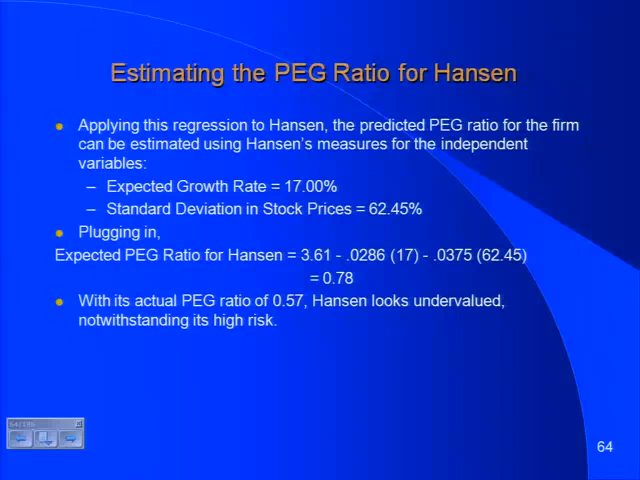 Estimating the PEG Ratio for Hansen
Applying this regression to Hansen, the predicted PEG ratio for the firm
can be estimated using Hansen's measures for the independent
variables:
– Expected Growth Rate = 17.00%
– Standard Deviation in Stock Prices = 62.45%
Plugging in,
Expected PEG Ratio for Hansen = 3.61 - .0286 (17) - .0375 (62.45)
= 0.78
With its actual PEG ratio of 0.57, Hansen looks undervalued,
notwithstanding its high risk.
64